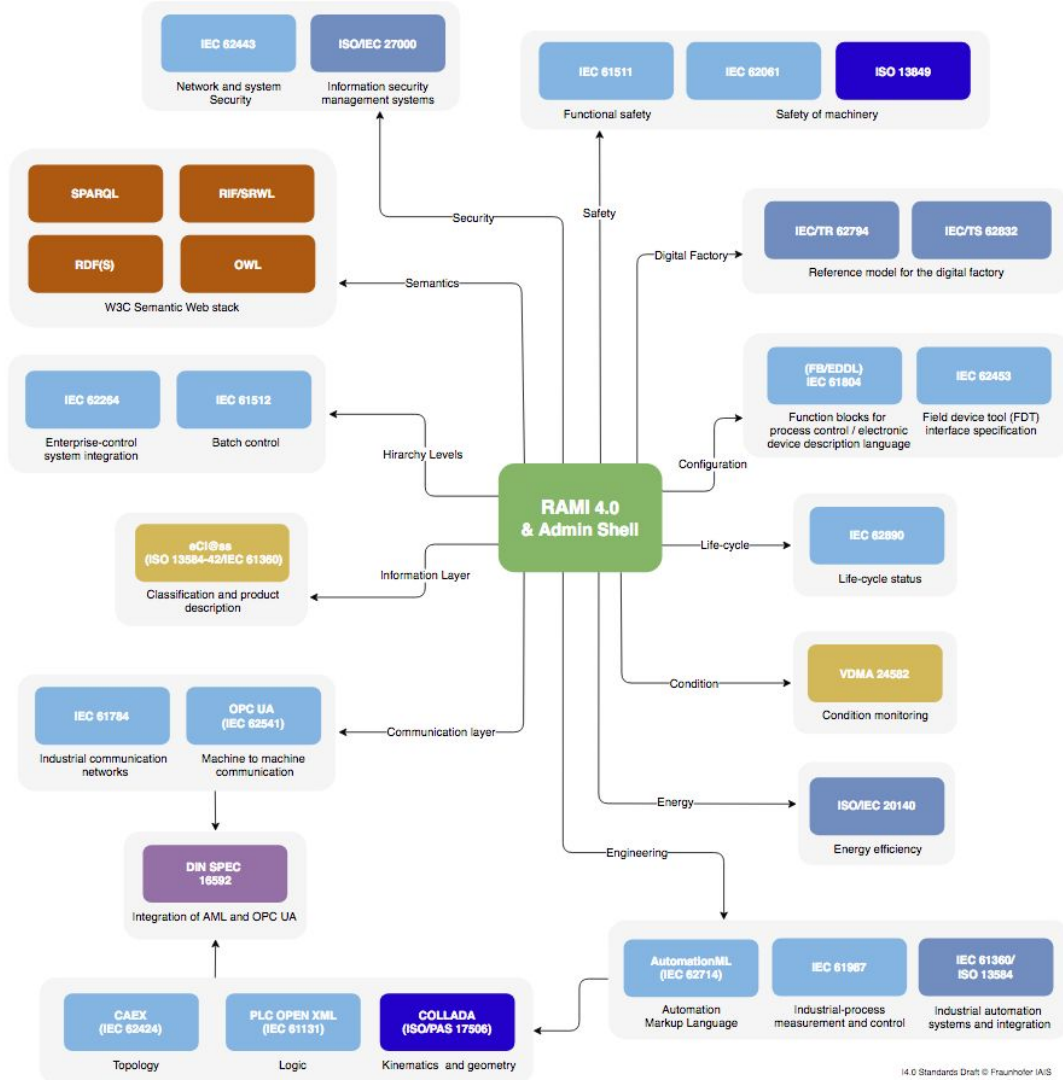 IEC 62443
ISO/IEC 27000
Network and system
Security
Information security
management systems
IEC 61511
IEC 62061
ISO 13849
Functional safety
Safety of machinery
SPARQL
RIF/SRWL
RDF(S)
OWL
W3C Semantic Web stack
Security
Safety
Semantics
Digital Factory
IEC/TR 62794
IEC/TS 62832
Reference model for the digital factory
IEC 62264
IEC 61512
Enterprise-control
system integration
Batch control
Hirarchy Levels
(FB/EDDL)
IEC 61804
IEC 62453
Function blocks for
process control / electronic
device description language
Field device tool (FDT)
interface specification
Configuration
RAMI 4.0
& Admin Shell
eCl@ss
(ISO 13584-42/IEC 61360)
Classification and product
description
Information Layer
Life-cycle
IEC 62890
Life-cycle status
Condition
VDMA 24582
Condition monitoring
IEC 61784
OPC UA
(IEC 62541)
Industrial communication
networks
Machine to machine
communication
Communication layer
Energy
ISO/IEC 20140
Energy efficiency
Engineering
DIN SPEC
16592
Integration of AML and OPC UA
AutomationML
(IEC 62714)
IEC 61987
IEC 61360/
ISO 13584
Automation
Markup Language
Industrial-process
measurement and control
Industrial automation
systems and integration
CAEX
(IEC 62424)
PLC OPEN XML
(IEC 61131)
COLLADA
(ISO/PAS 17506)
Topology
Logic
Kinematics and geometry
I4.0 Standards Draft © Fraunhofer IAIS